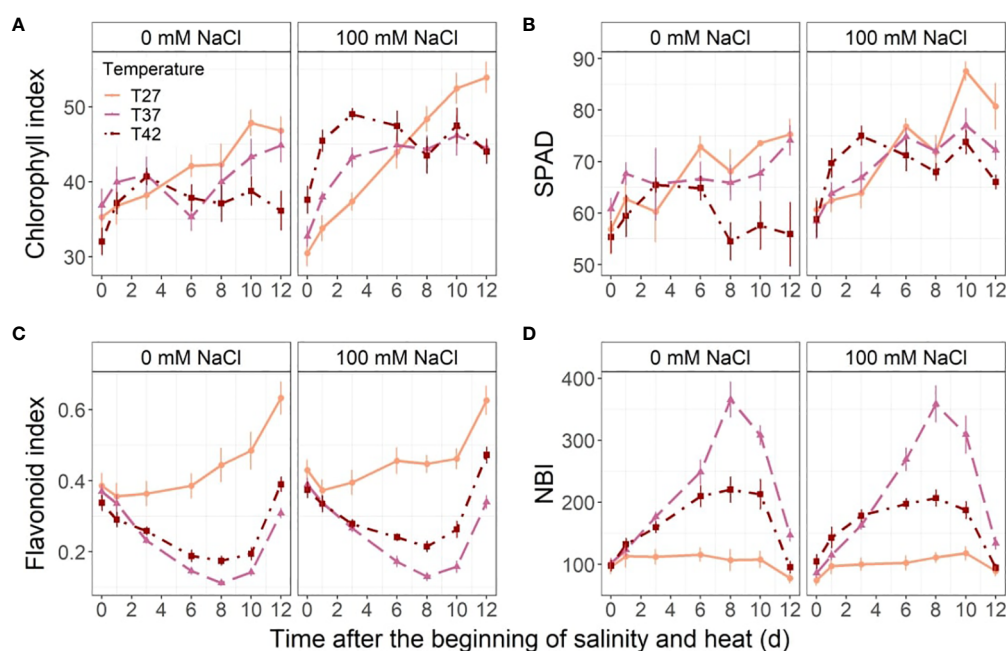 A
0 mM NaCl
100 mM NaCl
Chlorophyll index
Temperature
T27
T37
T42
50
40
30
0 2 4 6 8 10 12
0 2 4 6 8 10 12
B
0 mM NaCl
100 mM NaCl
SPAD
90
80
70
60
50
0 2 4 6 8 10 12
0 2 4 6 8 10 12
C
0 mM NaCl
100 mM NaCl
Flavonoid index
0.6
0.4
0.2
0 2 4 6 8 10 12
0 2 4 6 8 10 12
D
0 mM NaCl
100 mM NaCl
NBI
400
300
200
100
0 2 4 6 8 10 12
0 2 4 6 8 10 12
Time after the beginning of salinity and heat (d)